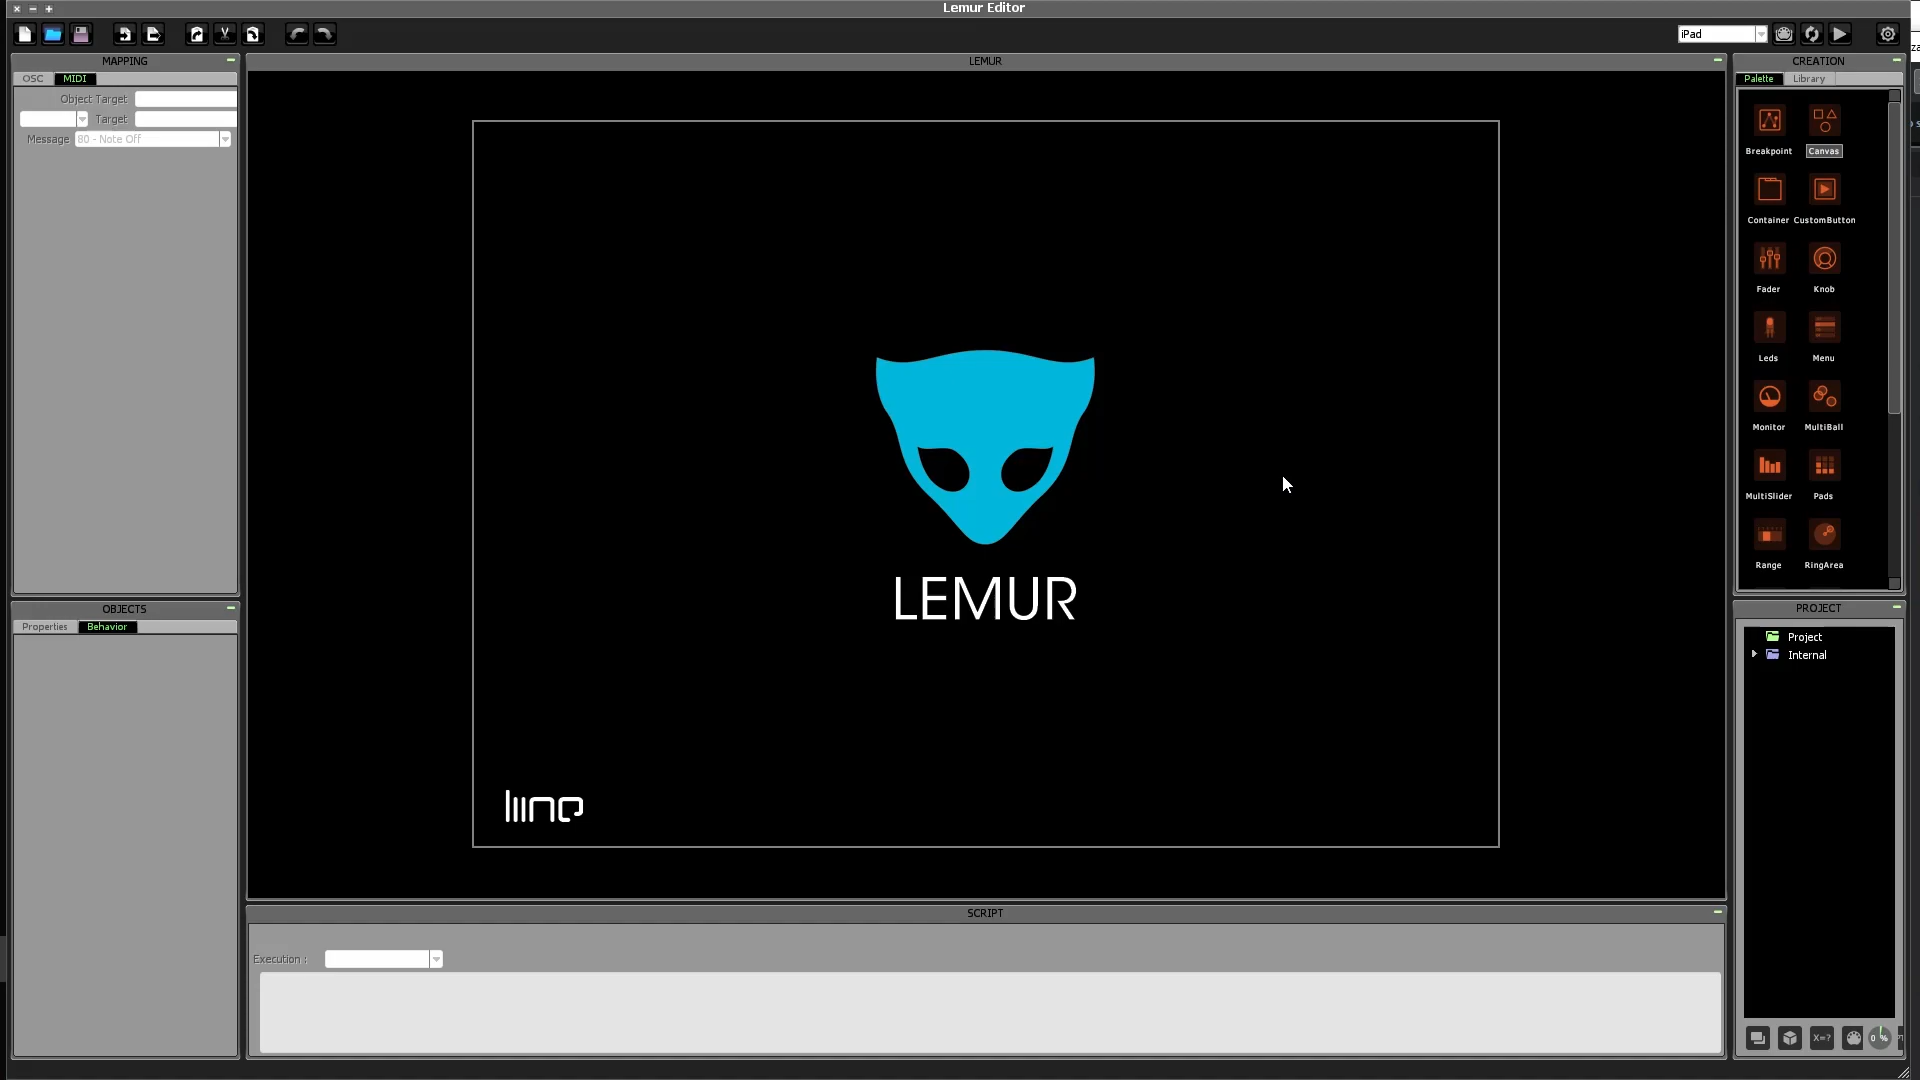 Lemur Editor
iPad
MAPPING
OSC MIDI
Object Target
Target
Message 80 - Note Off
LEMUR
LEMUR
liine
CREATION
Palette Library
Breakpoint Canvas
Container CustomButton
Fader Knob
Leds Menu
Monitor MultiBall
MultiSlider Pads
Range RingArea
OBJECTS
Properties Behavior
SCRIPT
Execution :
PROJECT
Project
Internal
X=?
0 %